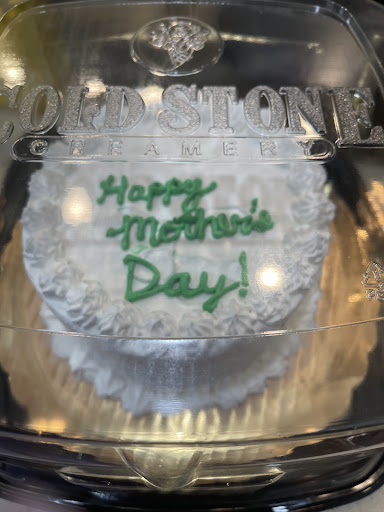 COLD STONE
CREAMERY
Happy
Mother's
Day!